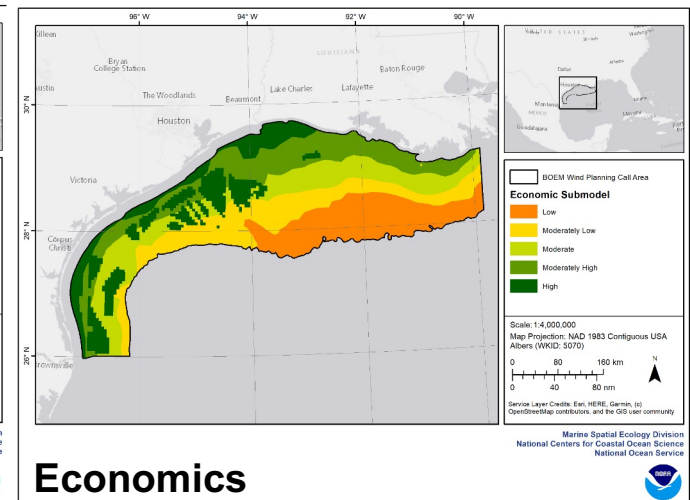 96° W 94° W 92° W 90° W
Killeen
Bryan
College Station
LOUISIANA
Baton Rouge
Austin
The Woodlands
Lake Charles
Lafayette
Beaumont
30° N
Houston
Victoria
28° N
Corpus
Christi
26° N
Brownsville
UNITED STATES
Washington
Dallas
Atlanta
Houston
MEXICO
Monterrey
Guadalajara
Havana
BOEM Wind Planning Call Area
Economic Submodel
Low
Moderately Low
Moderate
Moderately High
High
Scale: 1:4,000,000
Map Projection: NAD 1983 Contiguous USA
Albers (WKID: 5070)
0 80 160 km
0 40 80 nm
N
Service Layer Credits: Esri, HERE, Garmin, (c)
OpenStreetMap contributors, and the GIS user community
Marine Spatial Ecology Division
National Centers for Coastal Ocean Science
National Ocean Service
NOAA
Economics